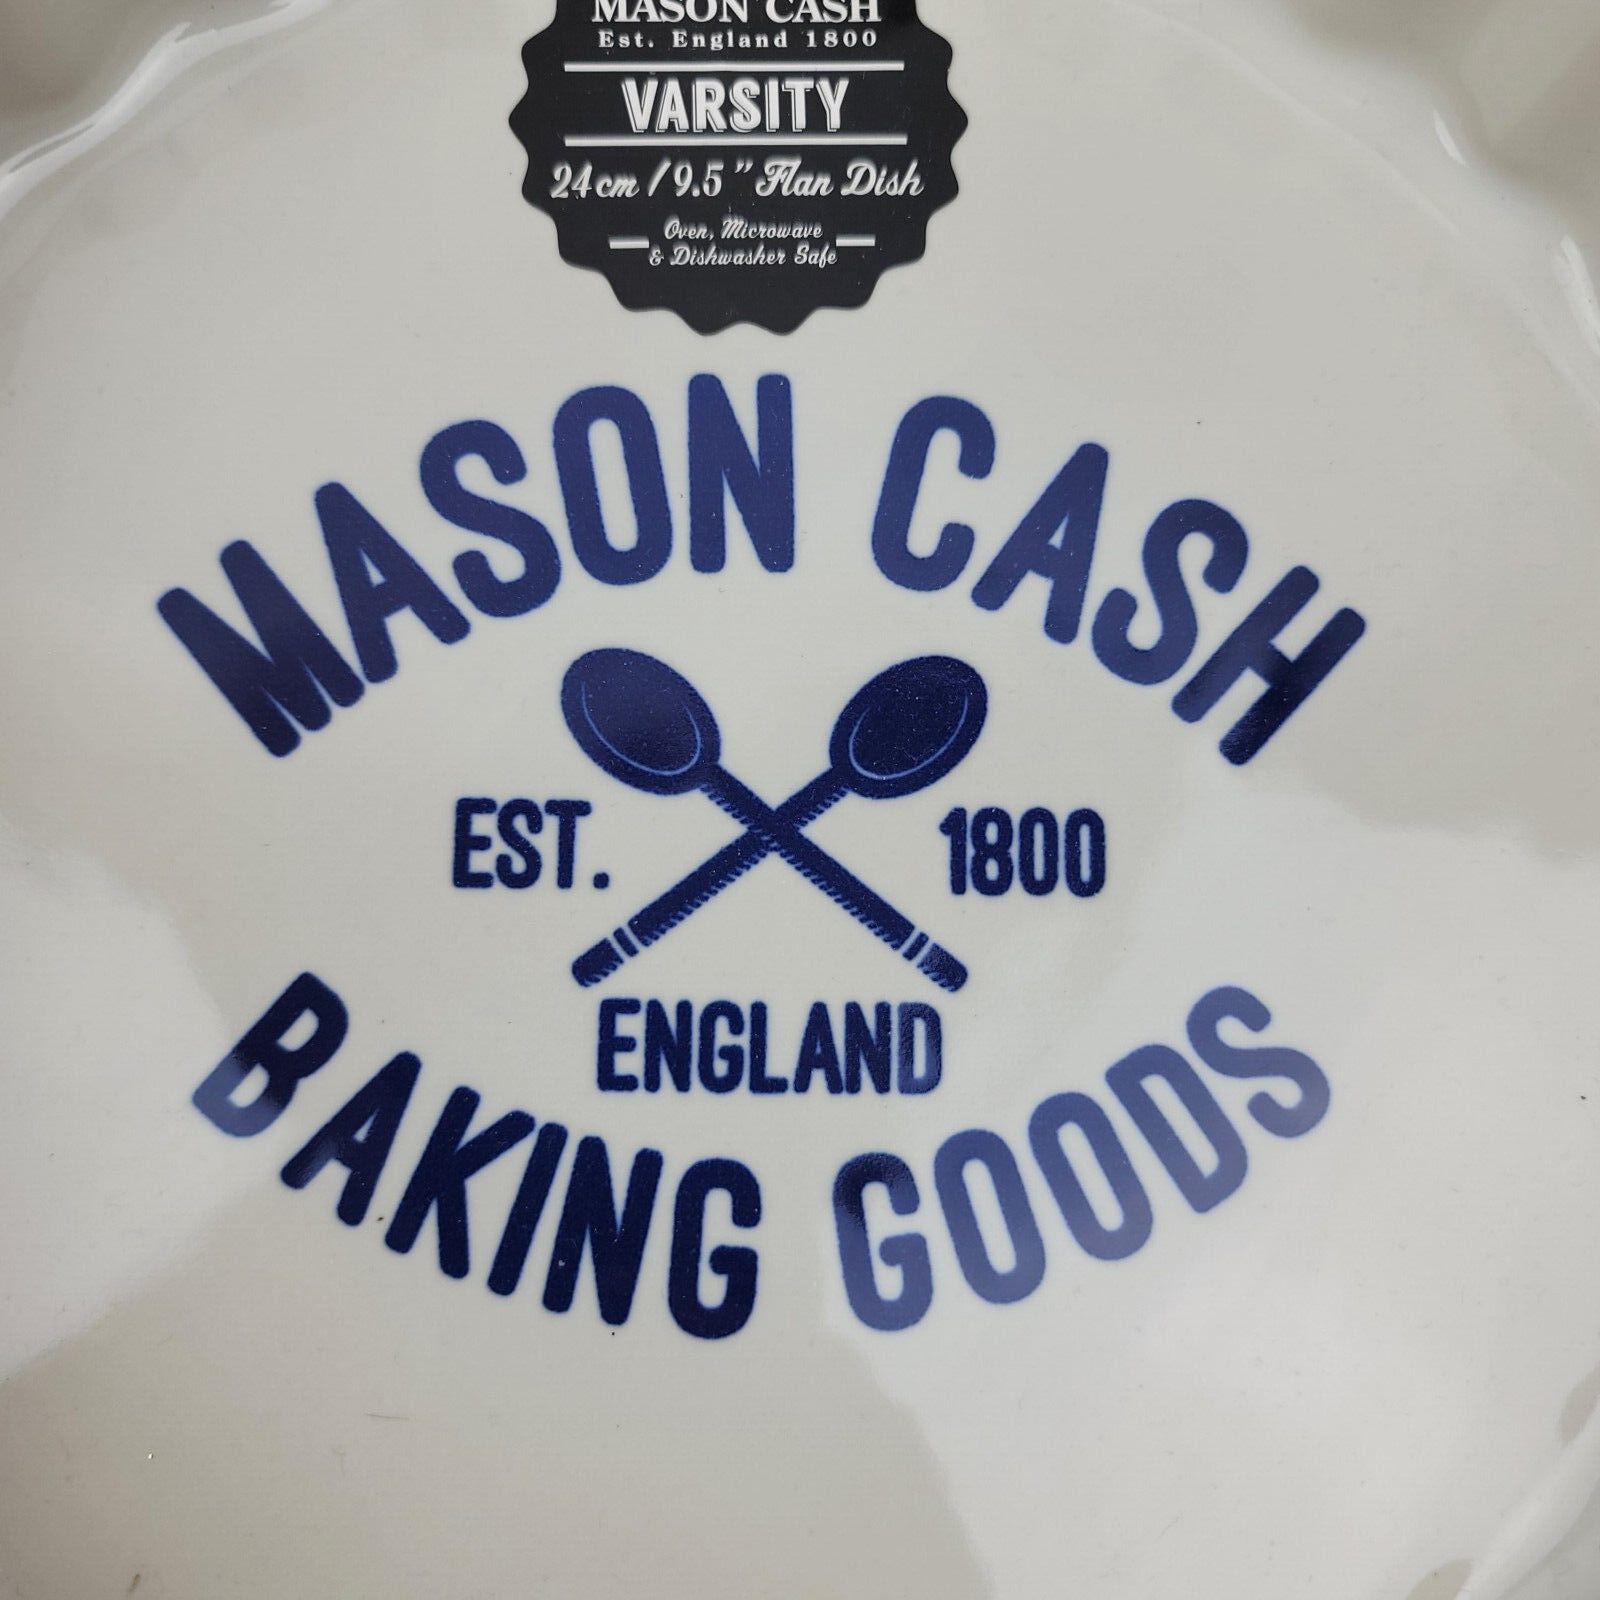 MASON CASH
Est. England 1800
VARSITY
24cm / 9.5" Flan Dish
Oven, Microwave
& Dishwasher Safe
MASON CASH
EST. 1800
ENGLAND
BAKING GOODS